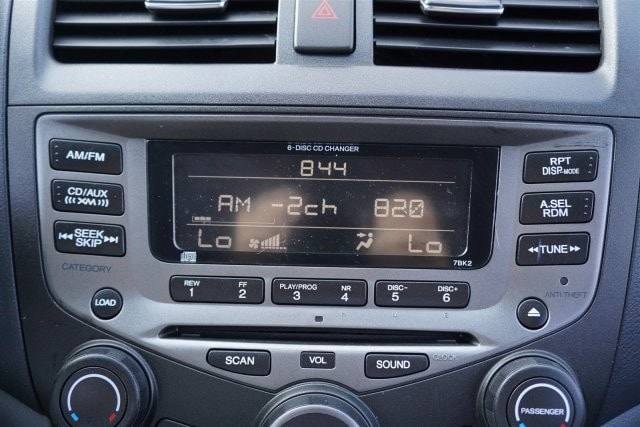 6-DISC CD CHANGER
844
AM -2ch 820
Lo Lo
7BK2
AM/FM
CD/AUX
XM
SEEK
SKIP
CATEGORY
LOAD
RPT
DISP-MODE
A.SEL
RDM
TUNE
ANTI-THEFT
REW
1
FF
2
PLAY/PROG
3
NR
4
DISC-
5
DISC+
6
SCAN
VOL
SOUND
CLOCK
PASSENGER